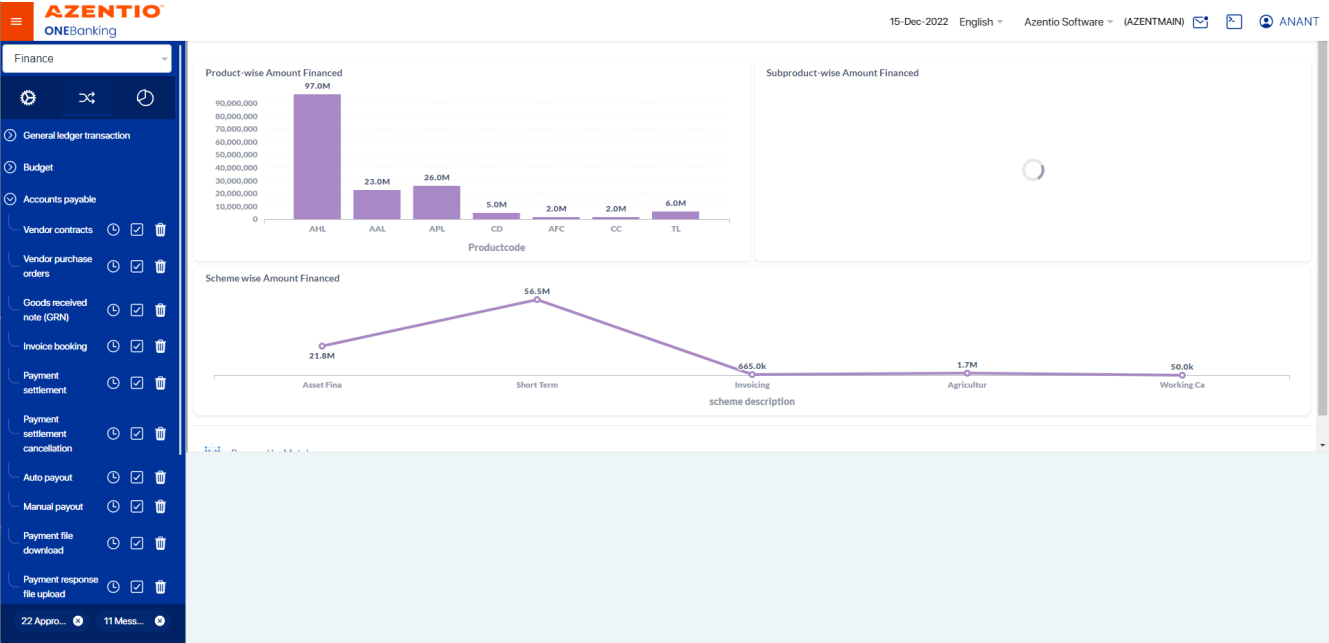 AZENTIO
ONEBanking
15-Dec-2022 English Azentio Software (AZENTMAIN) ANANT
Finance
General ledger transaction
Budget
Accounts payable
Vendor contracts
Vendor purchase
orders
Goods received
note (GRN)
Invoice booking
Payment
settlement
Payment
settlement
cancellation
Auto payout
Manual payout
Payment file
download
Payment response
file upload
22 Appro...
11 Mess...
Product-wise Amount Financed
97.0M
90,000,000
80,000,000
70,000,000
60,000,000
50,000,000
40,000,000
30,000,000
20,000,000
10,000,000
0
23.0M
26.0M
5.0M
2.0M
2.0M
6.0M
AHL AAL APL CD AFC CC TL
Productcode
Subproduct-wise Amount Financed
Scheme wise Amount Financed
56.5M
21.8M
665.0k
1.7M
50.0k
Asset Fina Short Term Invoicing Agricultur Working Ca
scheme description